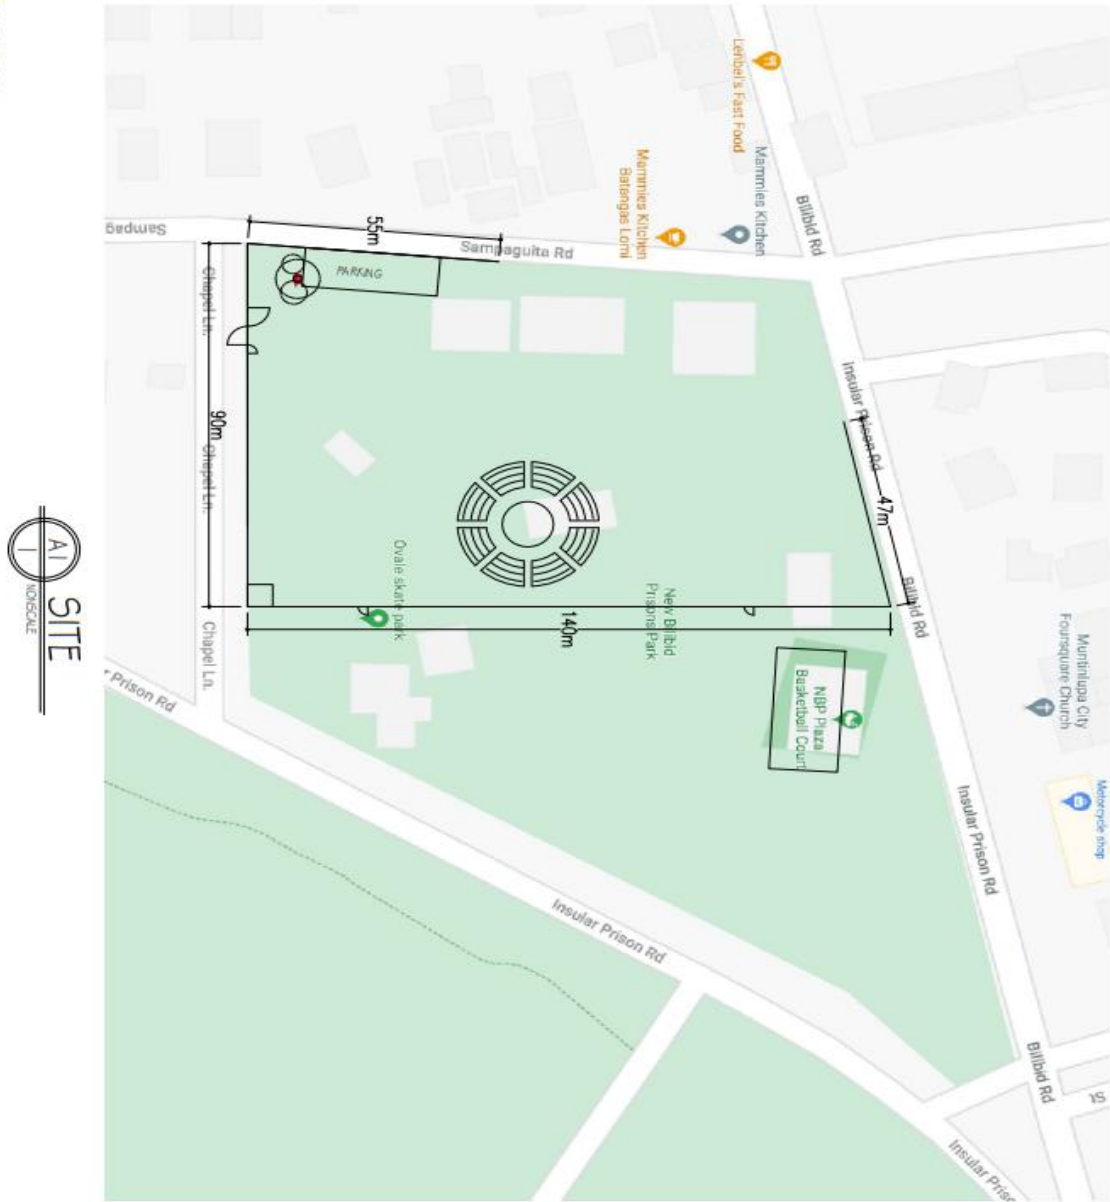 Lenbel's Fast Food
Mammies Kitchen
Mammies Kitchen
Batangas Lomi
Bilibid Rd
Sampag
55m
Sampaguita Rd
PARKING
Chapel Ln.
90m
Chapel Ln.
Insular Prison Rd
47m
Bilibid Rd
Ovale skate park
New Bilibid
Prisons Park
140m
Chapel Ln.
r Prison Rd
NBP Plaza
Basketball Court
Muntinlupa City
Foursquare Church
Motorcycle shop
Insular Prison Rd
Insular Prison Rd
Bilibid Rd
Insular Priso
A1
1
SITE
NONSCALE